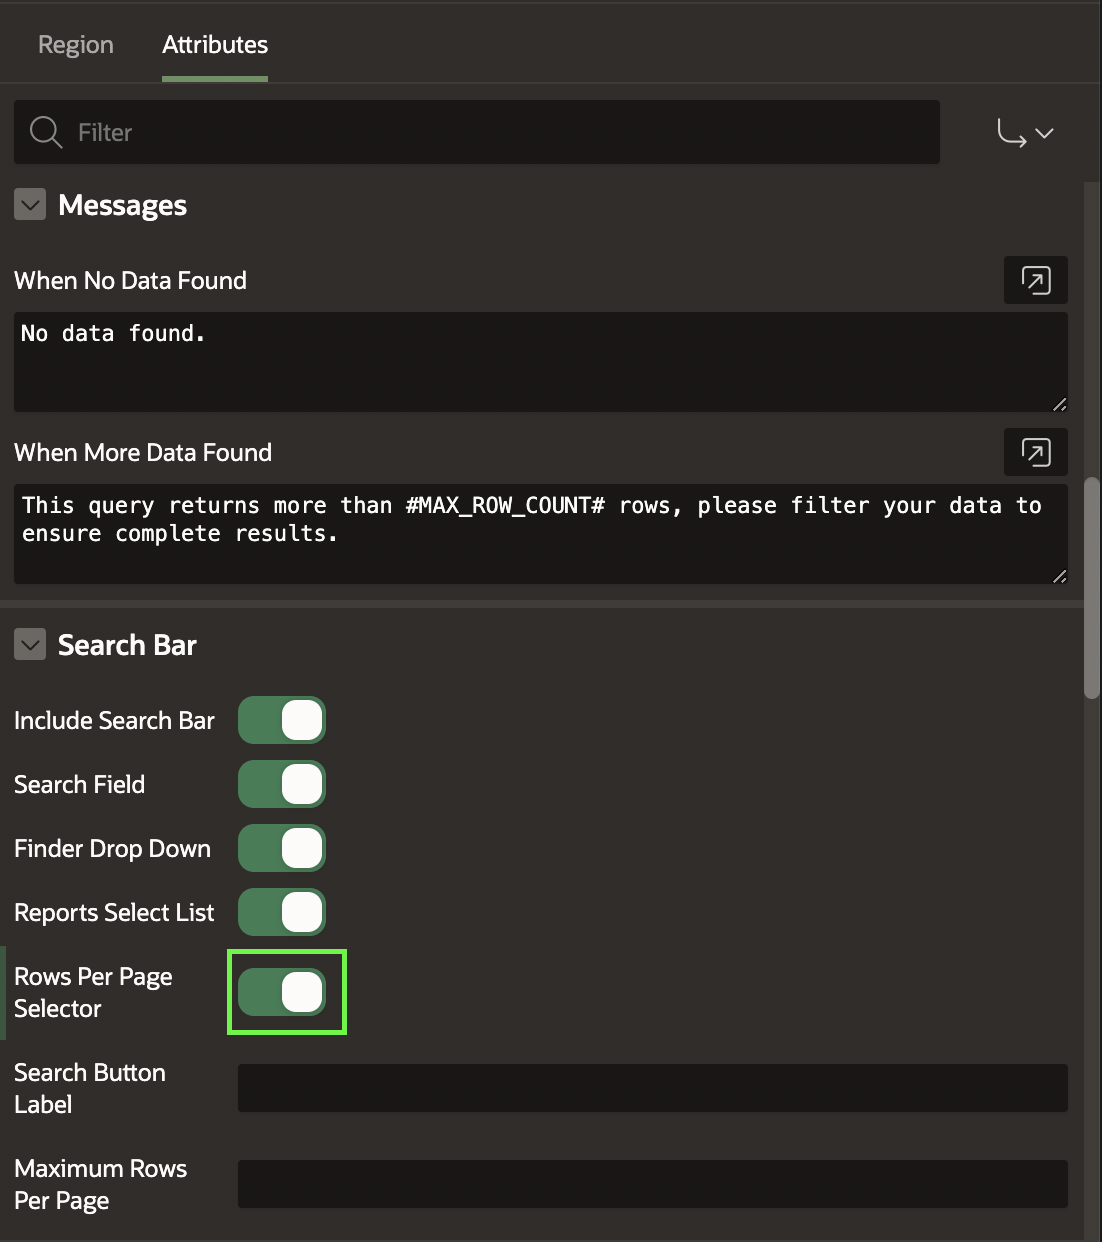 Region Attributes
Filter
Messages
When No Data Found
No data found.
When More Data Found
This query returns more than #MAX_ROW_COUNT# rows, please filter your data to
ensure complete results.
Search Bar
Include Search Bar
Search Field
Finder Drop Down
Reports Select List
Rows Per Page
Selector
Search Button
Label
Maximum Rows
Per Page